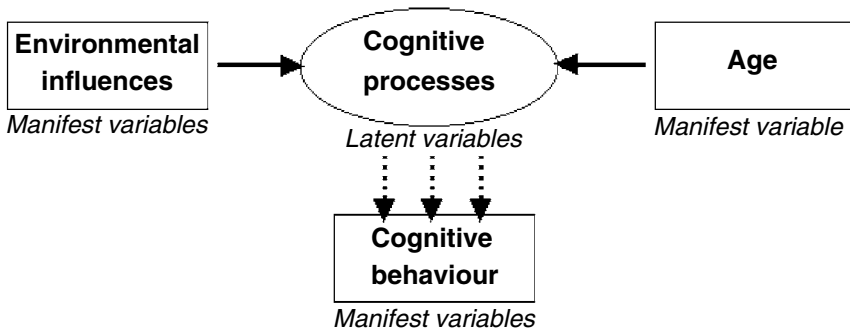 Environmental
influences
Manifest variables
Cognitive
processes
Latent variables
Age
Manifest variable
Cognitive
behaviour
Manifest variables